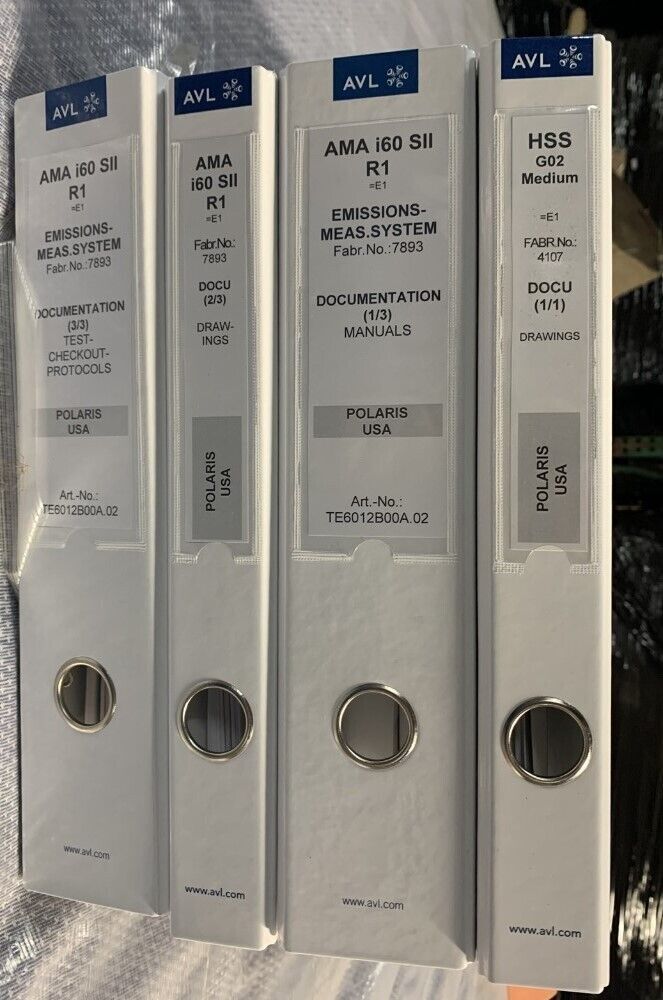 AVL
AMA i60 SII
R1
=E1
EMISSIONS-
MEAS.SYSTEM
Fabr.No.:7893
DOCUMENTATION
(3/3)
TEST-
CHECKOUT-
PROTOCOLS
POLARIS
USA
Art.-No.:
TE6012B00A.02
www.avl.com
AVL
AMA
i60 SII
R1
=E1
Fabr.No.:
7893
DOCU
(2/3)
DRAW-
INGS
POLARIS
USA
www.avl.com
AVL
AMA i60 SII
R1
=E1
EMISSIONS-
MEAS.SYSTEM
Fabr.No.:7893
DOCUMENTATION
(1/3)
MANUALS
POLARIS
USA
Art.-No.:
TE6012B00A.02
www.avl.com
AVL
HSS
G02
Medium
=E1
FABR.No.:
4107
DOCU
(1/1)
DRAWINGS
POLARIS
USA
www.avl.com